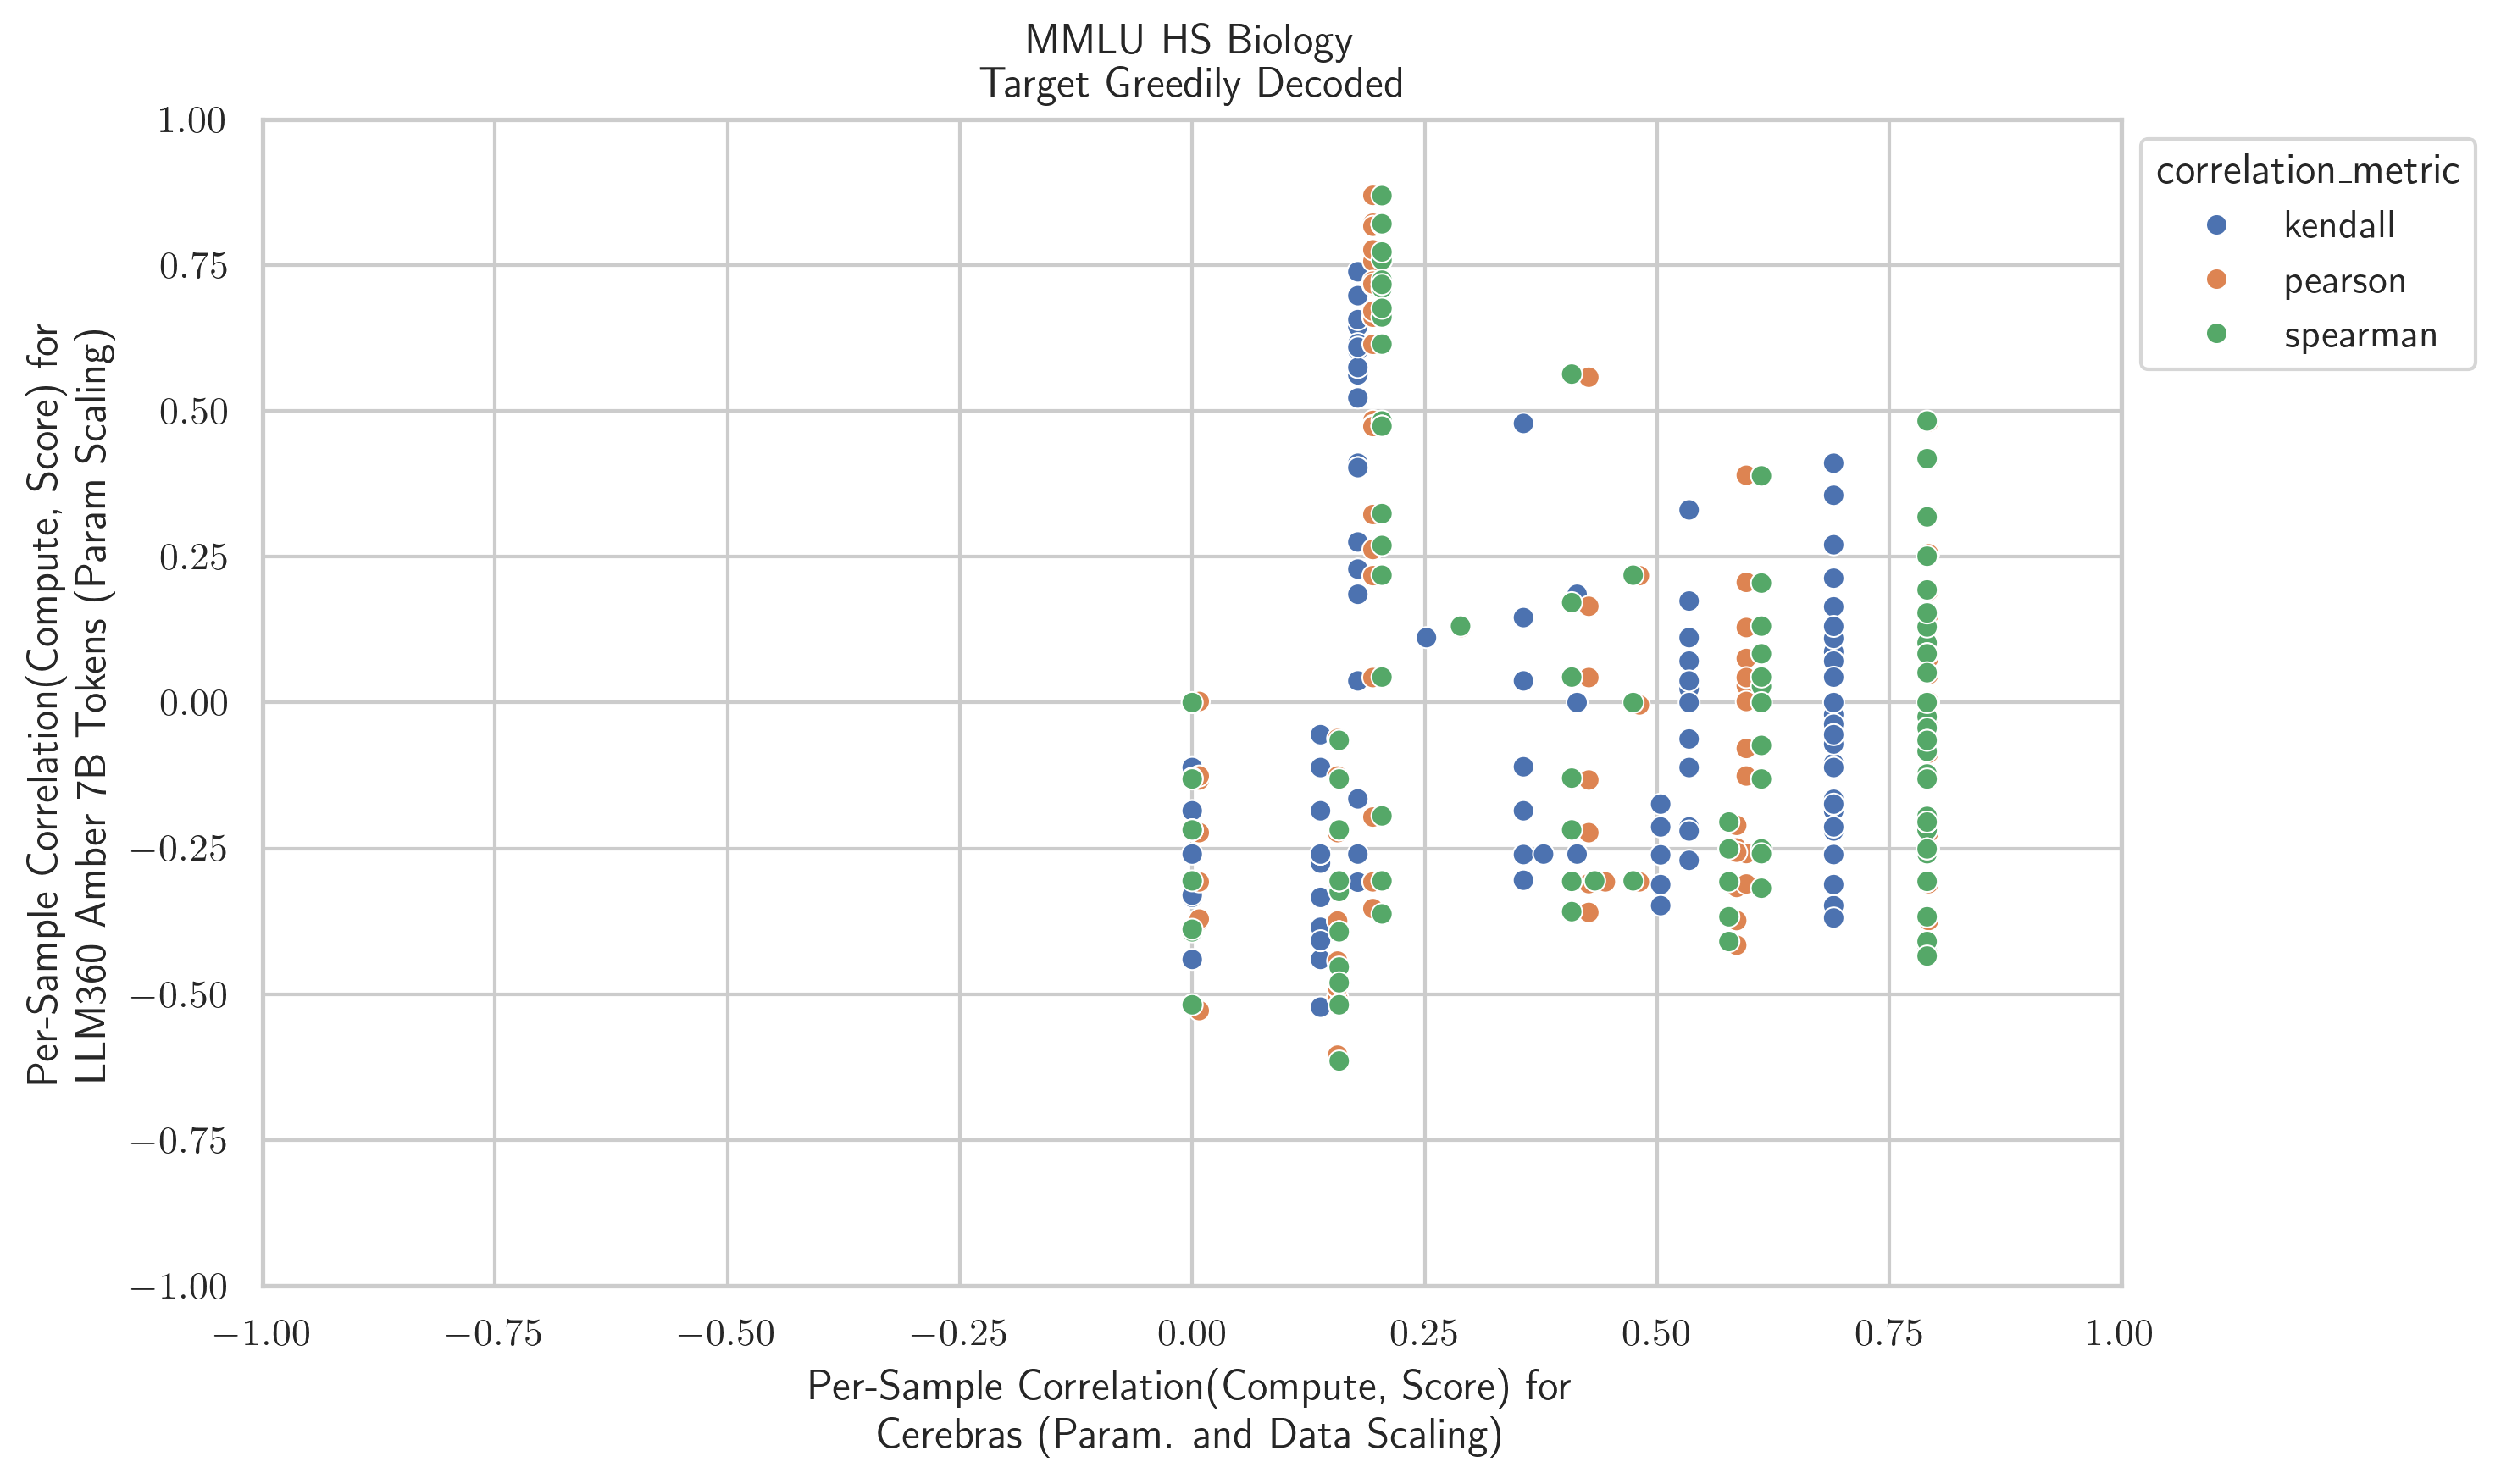 MMLU HS Biology
Target Greedily Decoded
1.00
0.75
0.50
0.25
0.00
−0.25
−0.50
−0.75
−1.00
Per-Sample Correlation(Compute, Score) for
LLM360 Amber 7B Tokens (Param Scaling)
correlation_metric
kendall
pearson
spearman
−1.00 −0.75 −0.50 −0.25 0.00 0.25 0.50 0.75 1.00
Per-Sample Correlation(Compute, Score) for
Cerebras (Param. and Data Scaling)